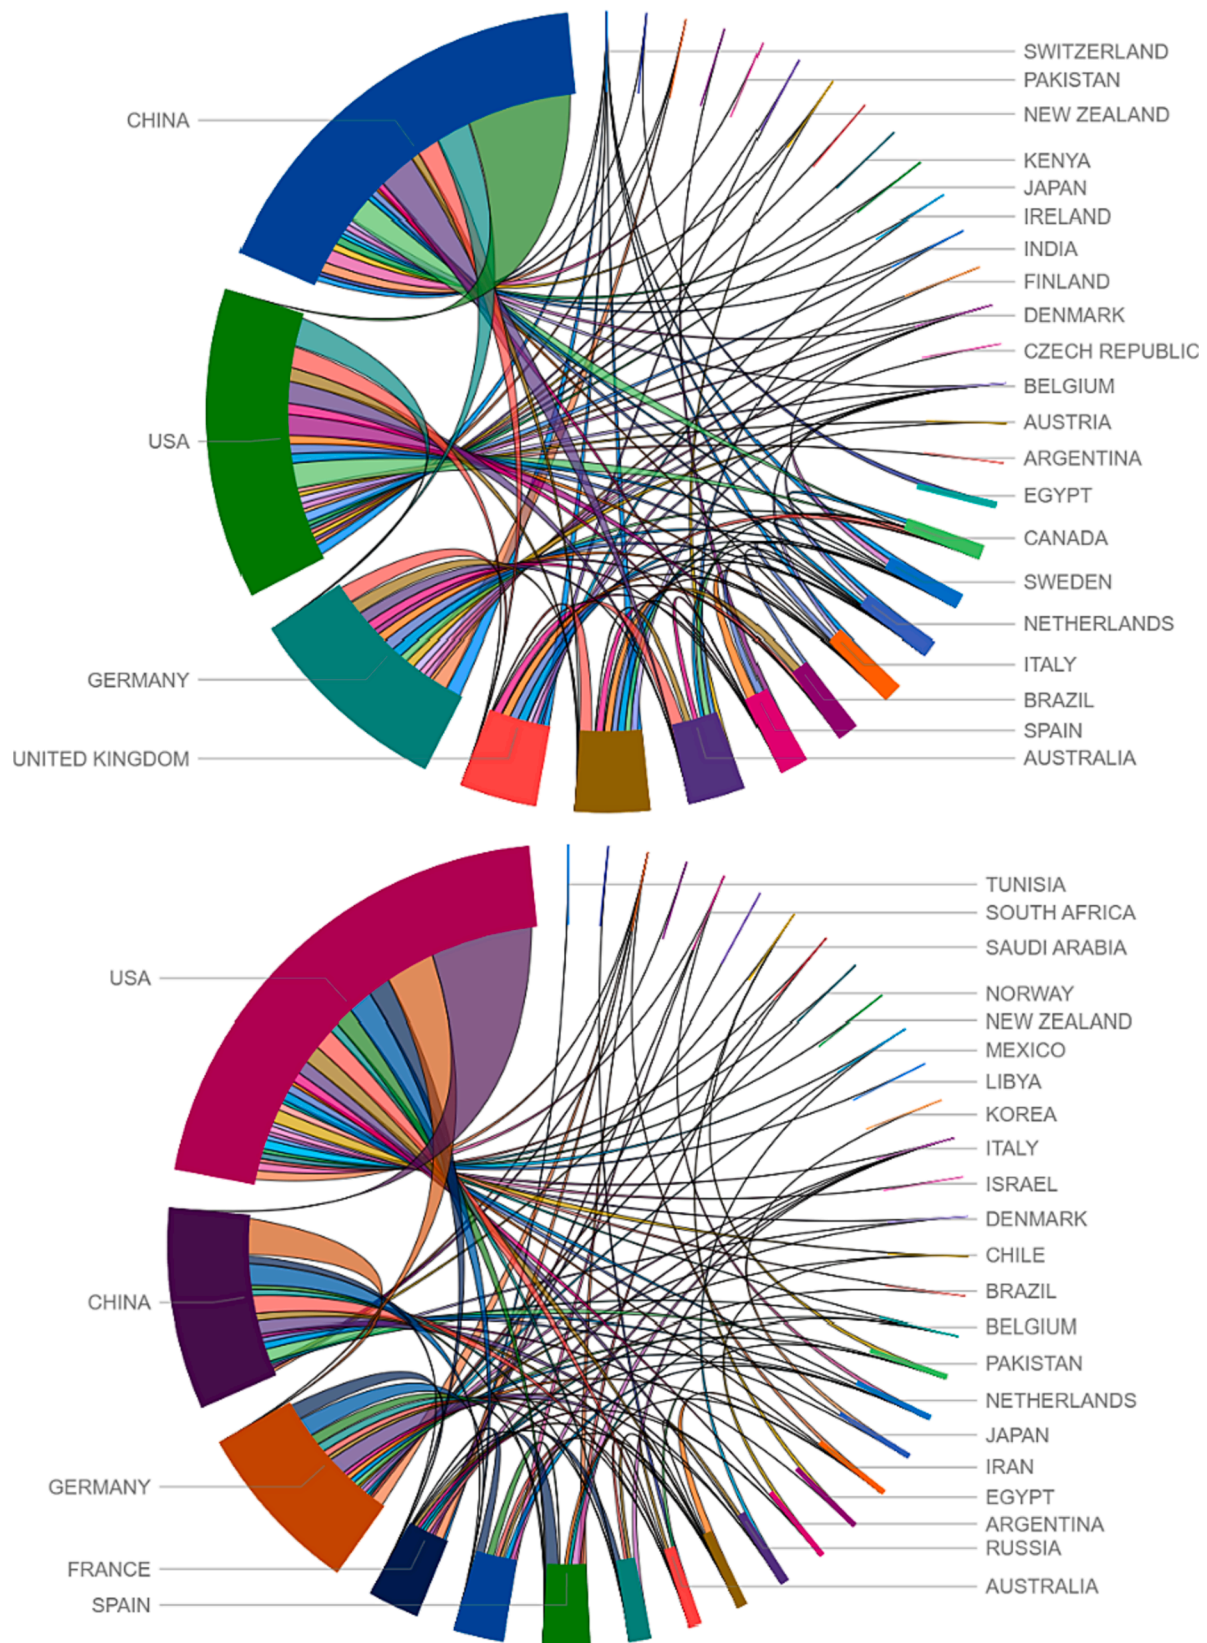 SWITZERLAND
PAKISTAN
CHINA
NEW ZEALAND
KENYA
JAPAN
IRELAND
INDIA
FINLAND
DENMARK
CZECH REPUBLIC
BELGIUM
AUSTRIA
USA
ARGENTINA
EGYPT
CANADA
SWEDEN
NETHERLANDS
ITALY
GERMANY
BRAZIL
SPAIN
UNITED KINGDOM
AUSTRALIA
TUNISIA
SOUTH AFRICA
SAUDI ARABIA
USA
NORWAY
NEW ZEALAND
MEXICO
LIBYA
KOREA
ITALY
ISRAEL
DENMARK
CHILE
BRAZIL
CHINA
BELGIUM
PAKISTAN
NETHERLANDS
JAPAN
IRAN
GERMANY
EGYPT
ARGENTINA
RUSSIA
FRANCE
AUSTRALIA
SPAIN